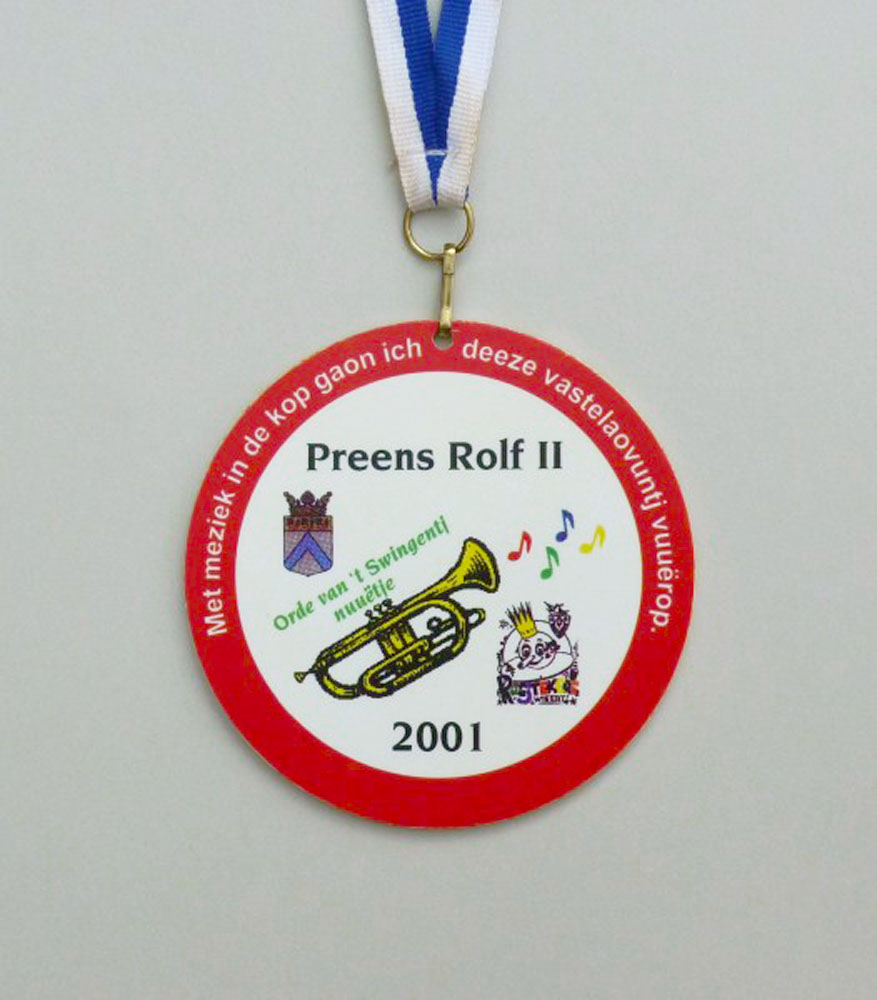 Met meziek in de kop gaon ich deeze vastelaovuntj vuuërop.
Preens Rolf II
Orde van 't Swingentj
nuuëtje
2001